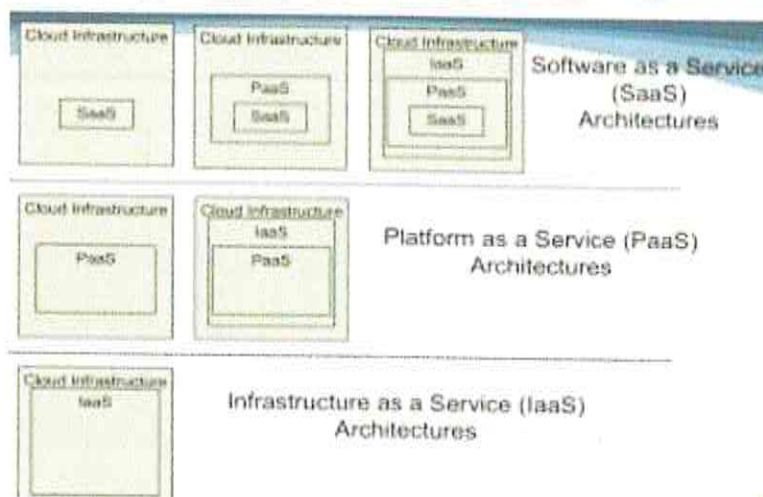 Cloud Infrastructure
SaaS
Cloud Infrastructure
PaaS
SaaS
Cloud Infrastructure
IaaS
PaaS
SaaS
Software as a Service
(SaaS)
Architectures
Cloud Infrastructure
PaaS
Cloud Infrastructure
IaaS
PaaS
Platform as a Service (PaaS)
Architectures
Cloud Infrastructure
IaaS
Infrastructure as a Service (IaaS)
Architectures